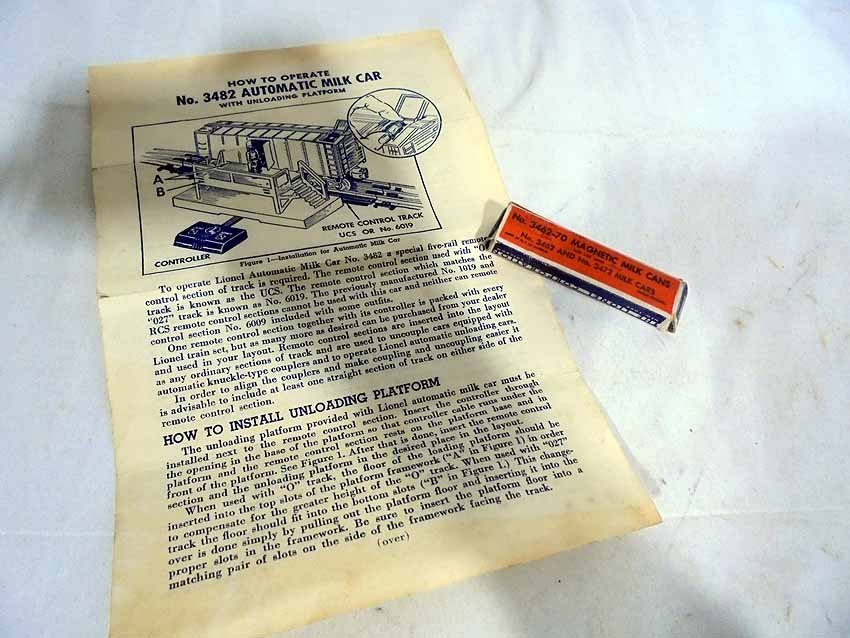 HOW TO OPERATE
No. 3482 AUTOMATIC MILK CAR
WITH UNLOADING PLATFORM
A
B
REMOTE CONTROL TRACK
UCS OR No. 6019
CONTROLLER
Figure 1—Installation for Automatic Milk Car
To operate Lionel Automatic Milk Car No. 3482 a special five-rail remote
control section of track is required. The remote control section used with "O"
track is known as the UCS. The remote control section which matches the
"027" track is known as No. 6019. The previously manufactured No. 1019 and
RCS remote control sections cannot be used with this car and neither can remote
control section No. 6009 included with some outfits.
One remote control section together with its controller is packed with every
Lionel train set, but as many more as desired can be purchased from your dealer
and used in your layout. Remote control sections are inserted into the layout
as any ordinary sections of track and are used to uncouple cars equipped with
automatic knuckle-type couplers and to operate Lionel automatic unloading cars.
In order to align the couplers and make coupling and uncoupling easier it
is advisable to include at least one straight section of track on either side of the
remote control section.
HOW TO INSTALL UNLOADING PLATFORM
The unloading platform provided with Lionel automatic milk car must be
installed next to the remote control section. Insert the controller through
the opening in the base of the platform so that controller cable runs under the
platform and the remote control section rests on the platform base and in
front of the platform. See Figure 1. After that is done, insert the remote control
section and the unloading platform in the desired place in the layout.
When used with "O" track, the floor of the loading platform should be
inserted into the top slots of the platform framework ("A" in Figure 1) in order
to compensate for the greater height of the "O" track. When used with "027"
track the floor should fit into the bottom slots ("B" in Figure 1.) This change-
over is done simply by pulling out the platform floor and inserting it into the
proper slots in the framework. Be sure to insert the platform floor into a
matching pair of slots on the side of the framework facing the track.
(over)
No. 3462-70 MAGNETIC MILK CANS
No. 3462 AND No. 3472 MILK CARS